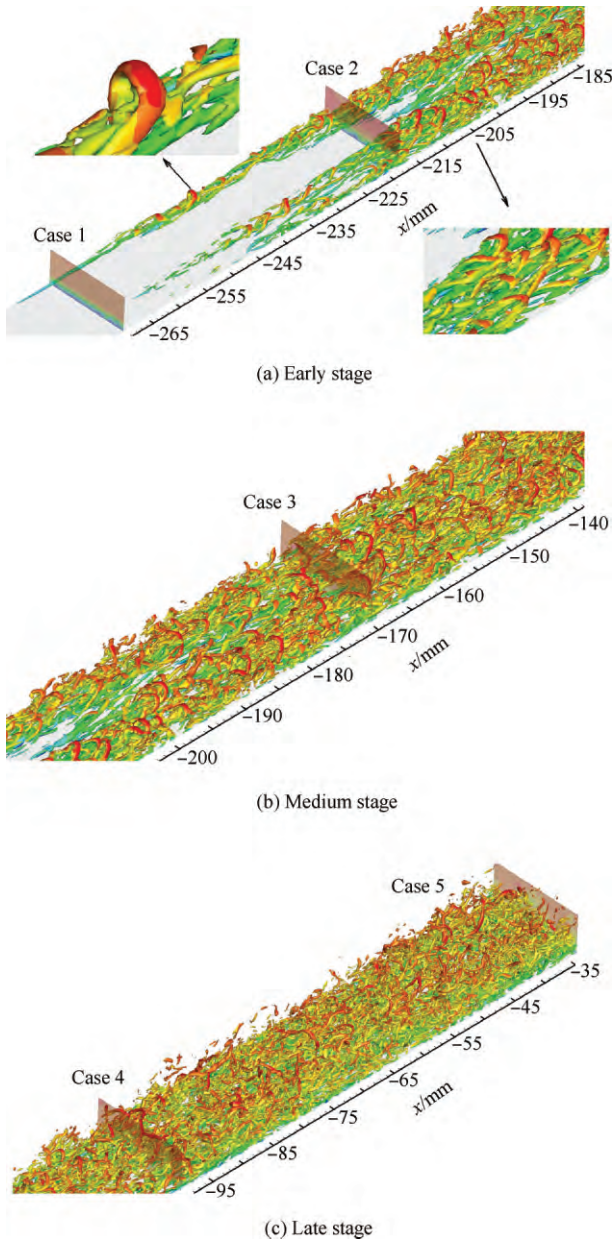 Case 2
Case 1
−185
−195
−205
−215
−225
−235
−245
−255
−265
x/mm
(a) Early stage
Case 3
−140
−150
−160
−170
−180
−190
−200
x/mm
(b) Medium stage
Case 5
Case 4
−35
−45
−55
−65
−75
−85
−95
x/mm
(c) Late stage